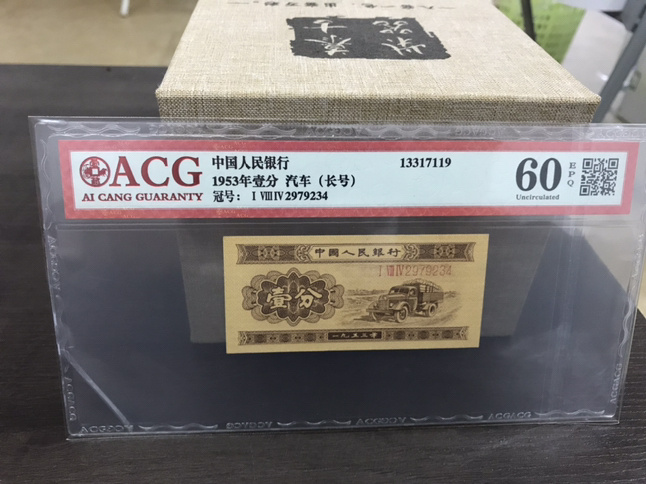 ACG
AI CANG GUARANTY
中国人民银行
13317119
1953年壹分 汽车（长号）
冠号： I VIII IV 2979234
60
EPQ
Uncirculated
中國人民銀行
I VIII IV 2979234
壹分
一九五三年